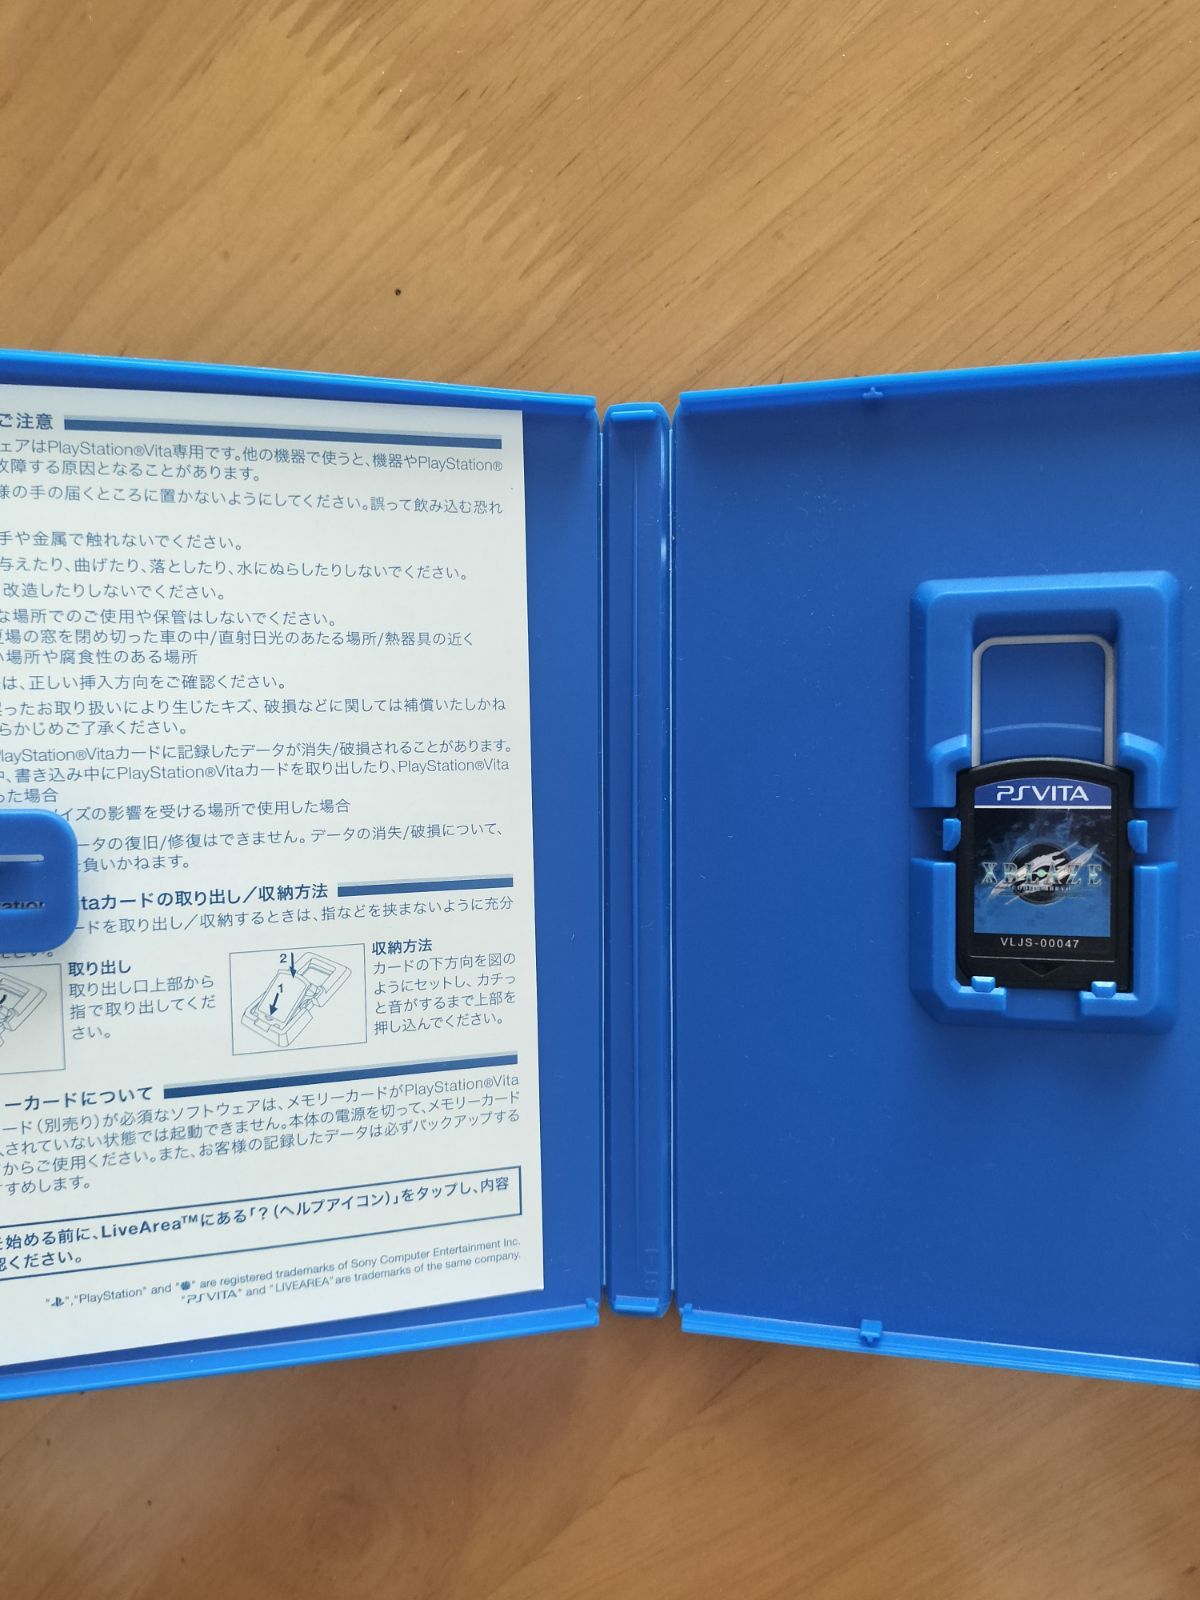 ご注意
ェアはPlayStation®Vita専用です。他の機器で使うと、機器やPlayStation®
故障する原因となることがあります。
様の手の届くところに置かないようにしてください。誤って飲み込む恐れ
手や金属で触れないでください。
与えたり、曲げたり、落としたり、水にぬらしたりしないでください。
改造したりしないでください。
な場所でのご使用や保管はしないでください。
夏場の窓を閉め切った車の中/直射日光のあたる場所/熱器具の近く
い場所や腐食性のある場所
は、正しい挿入方向をご確認ください。
誤ったお取り扱いにより生じたキズ、破損などに関しては補償いたしかね
らかじめご了承ください。
PlayStation®Vitaカードに記録したデータが消失/破損されることがあります。
中、書き込み中にPlayStation®Vitaカードを取り出したり、PlayStation®Vita
った場合
イズの影響を受ける場所で使用した場合
ータの復旧/修復はできません。データの消失/破損について、
を負いかねます。
itaカードの取り出し/収納方法
ードを取り出し/収納するときは、指などを挟まないように充分
ください。
取り出し
取り出し口上部から
指で取り出してくだ
さい。
2
1
収納方法
カードの下方向を図の
ようにセットし、カチっ
と音がするまで上部を
押し込んでください。
ーカードについて
ード(別売り)が必須なソフトウェアは、メモリーカードがPlayStation®Vita
入されていない状態では起動できません。本体の電源を切って、メモリーカード
てからご使用ください。また、お客様の記録したデータは必ずバックアップする
すすめします。
を始める前に、LiveArea™にある「?(ヘルプアイコン)」をタップし、内容
認ください。
"PlayStation" and " " are registered trademarks of Sony Computer Entertainment Inc.
"PSVITA" and "LIVEAREA" are trademarks of the same company.
PSVITA
XBLAZE
VLJS-00047